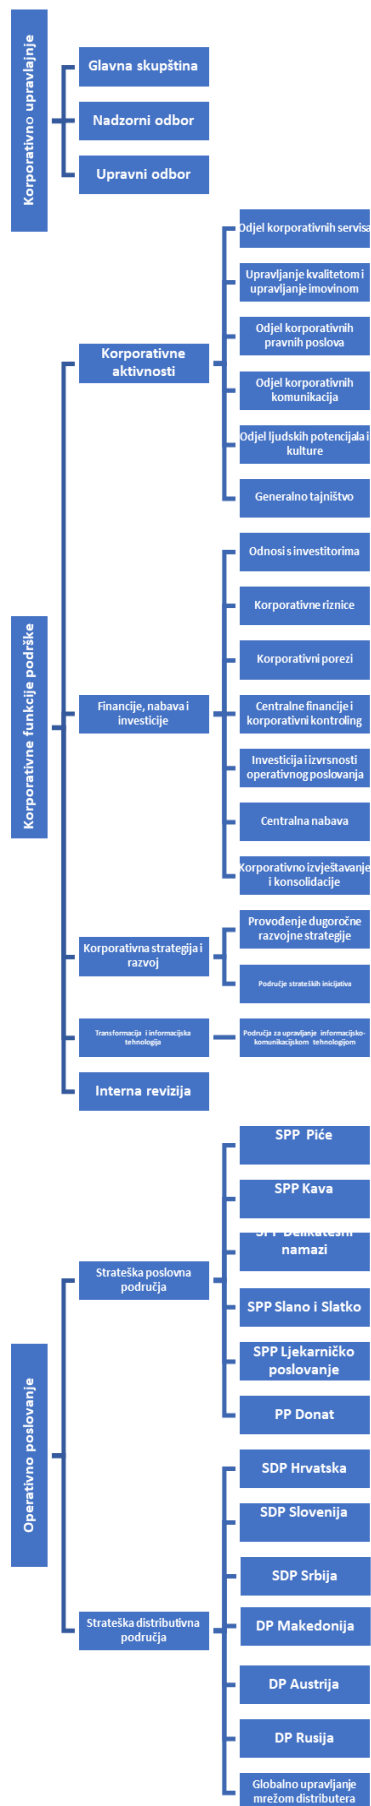 Korporativno upravlajnje
Glavna skupština
Nadzorni odbor
Upravni odbor
Korporativne funkcije podrške
Korporativne
aktivnosti
Odjel korporativnih servisa
Upravljanje kvalitetom i
upravljanje imovinom
Odjel korporativnih
pravnih poslova
Odjel korporativnih
komunikacija
Odjel ljudskih potencijala i
kulture
Generalno tajništvo
Financije, nabava i
investicije
Odnosi s investitorima
Korporativne riznice
Korporativni porezi
Centralne financije i
korporativni kontroling
Investicija i izvrsnosti
operativnog poslovanja
Centralna nabava
Korporativno izvještavanje
i konsolidacije
Korporativna strategija i
razvoj
Provođenje dugoročne
razvojne strategije
Područje strateških inicijativa
Transformacija i informacijska
tehnologija
Područja za upravljanje informacijsko-
komunikacijskom tehnologijom
Interna revizija
Operativno poslovanje
Strateška poslovna
područja
SPP Piće
SPP Kava
SPP Delikatesni
namazi
SPP Slano i Slatko
SPP Ljekarničko
poslovanje
PP Donat
Strateška distributivna
područja
SDP Hrvatska
SDP Slovenija
SDP Srbija
DP Makedonija
DP Austrija
DP Rusija
Globalno upravljanje
mrežom distributera